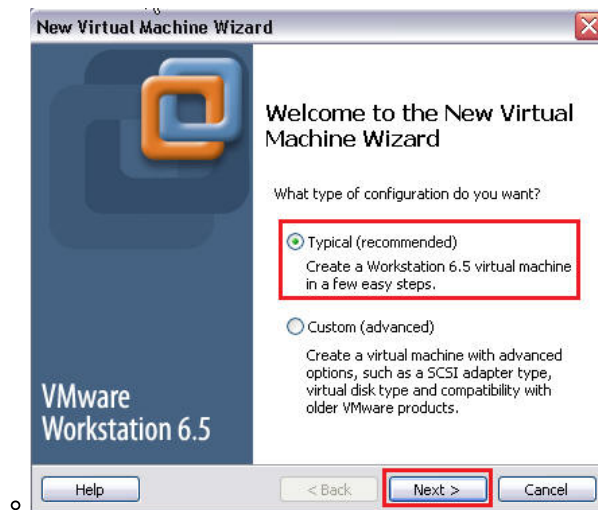 New Virtual Machine Wizard
Welcome to the New Virtual
Machine Wizard
What type of configuration do you want?
Typical (recommended)
Create a Workstation 6.5 virtual machine
in a few easy steps.
Custom (advanced)
Create a virtual machine with advanced
options, such as a SCSI adapter type,
virtual disk type and compatibility with
older VMware products.
VMware
Workstation 6.5
Help
< Back
Next >
Cancel